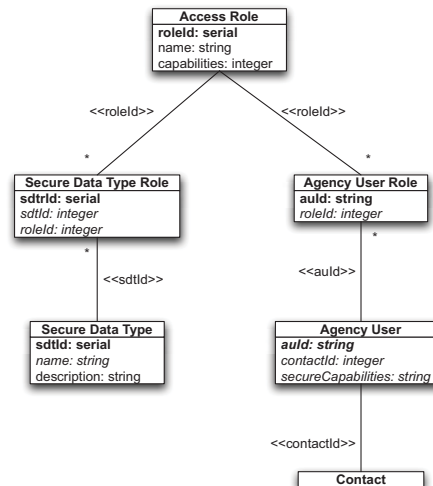 Access Role
roleId: serial
name: string
capabilities: integer
<<roleId>>
<<roleId>>
*
*
Secure Data Type Role
sdtrId: serial
sdtId: integer
roleId: integer
Agency User Role
auId: string
roleId: integer
*
*
<<sdtId>>
<<auId>>
Secure Data Type
sdtId: serial
name: string
description: string
Agency User
auId: string
contactId: integer
secureCapabilities: string
<<contactId>>
Contact